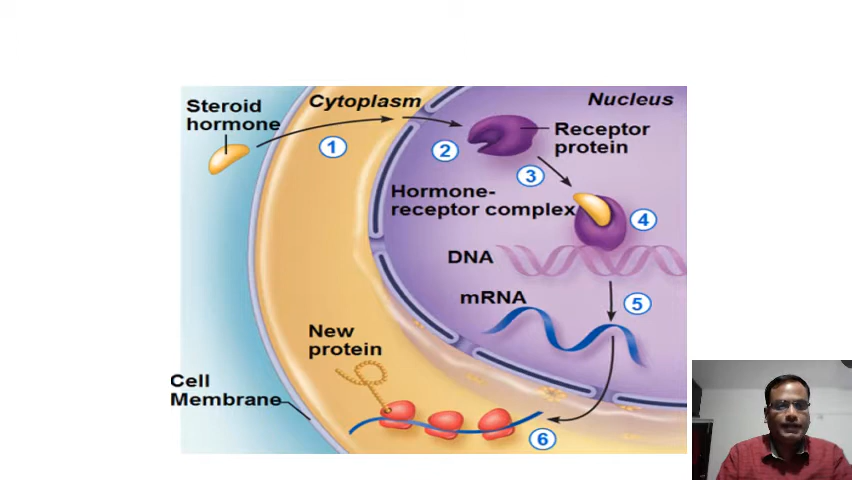 Steroid
hormone
Cytoplasm
Nucleus
1
2
Receptor
protein
3
Hormone-
receptor complex
4
DNA
mRNA
5
New
protein
Cell
Membrane
6